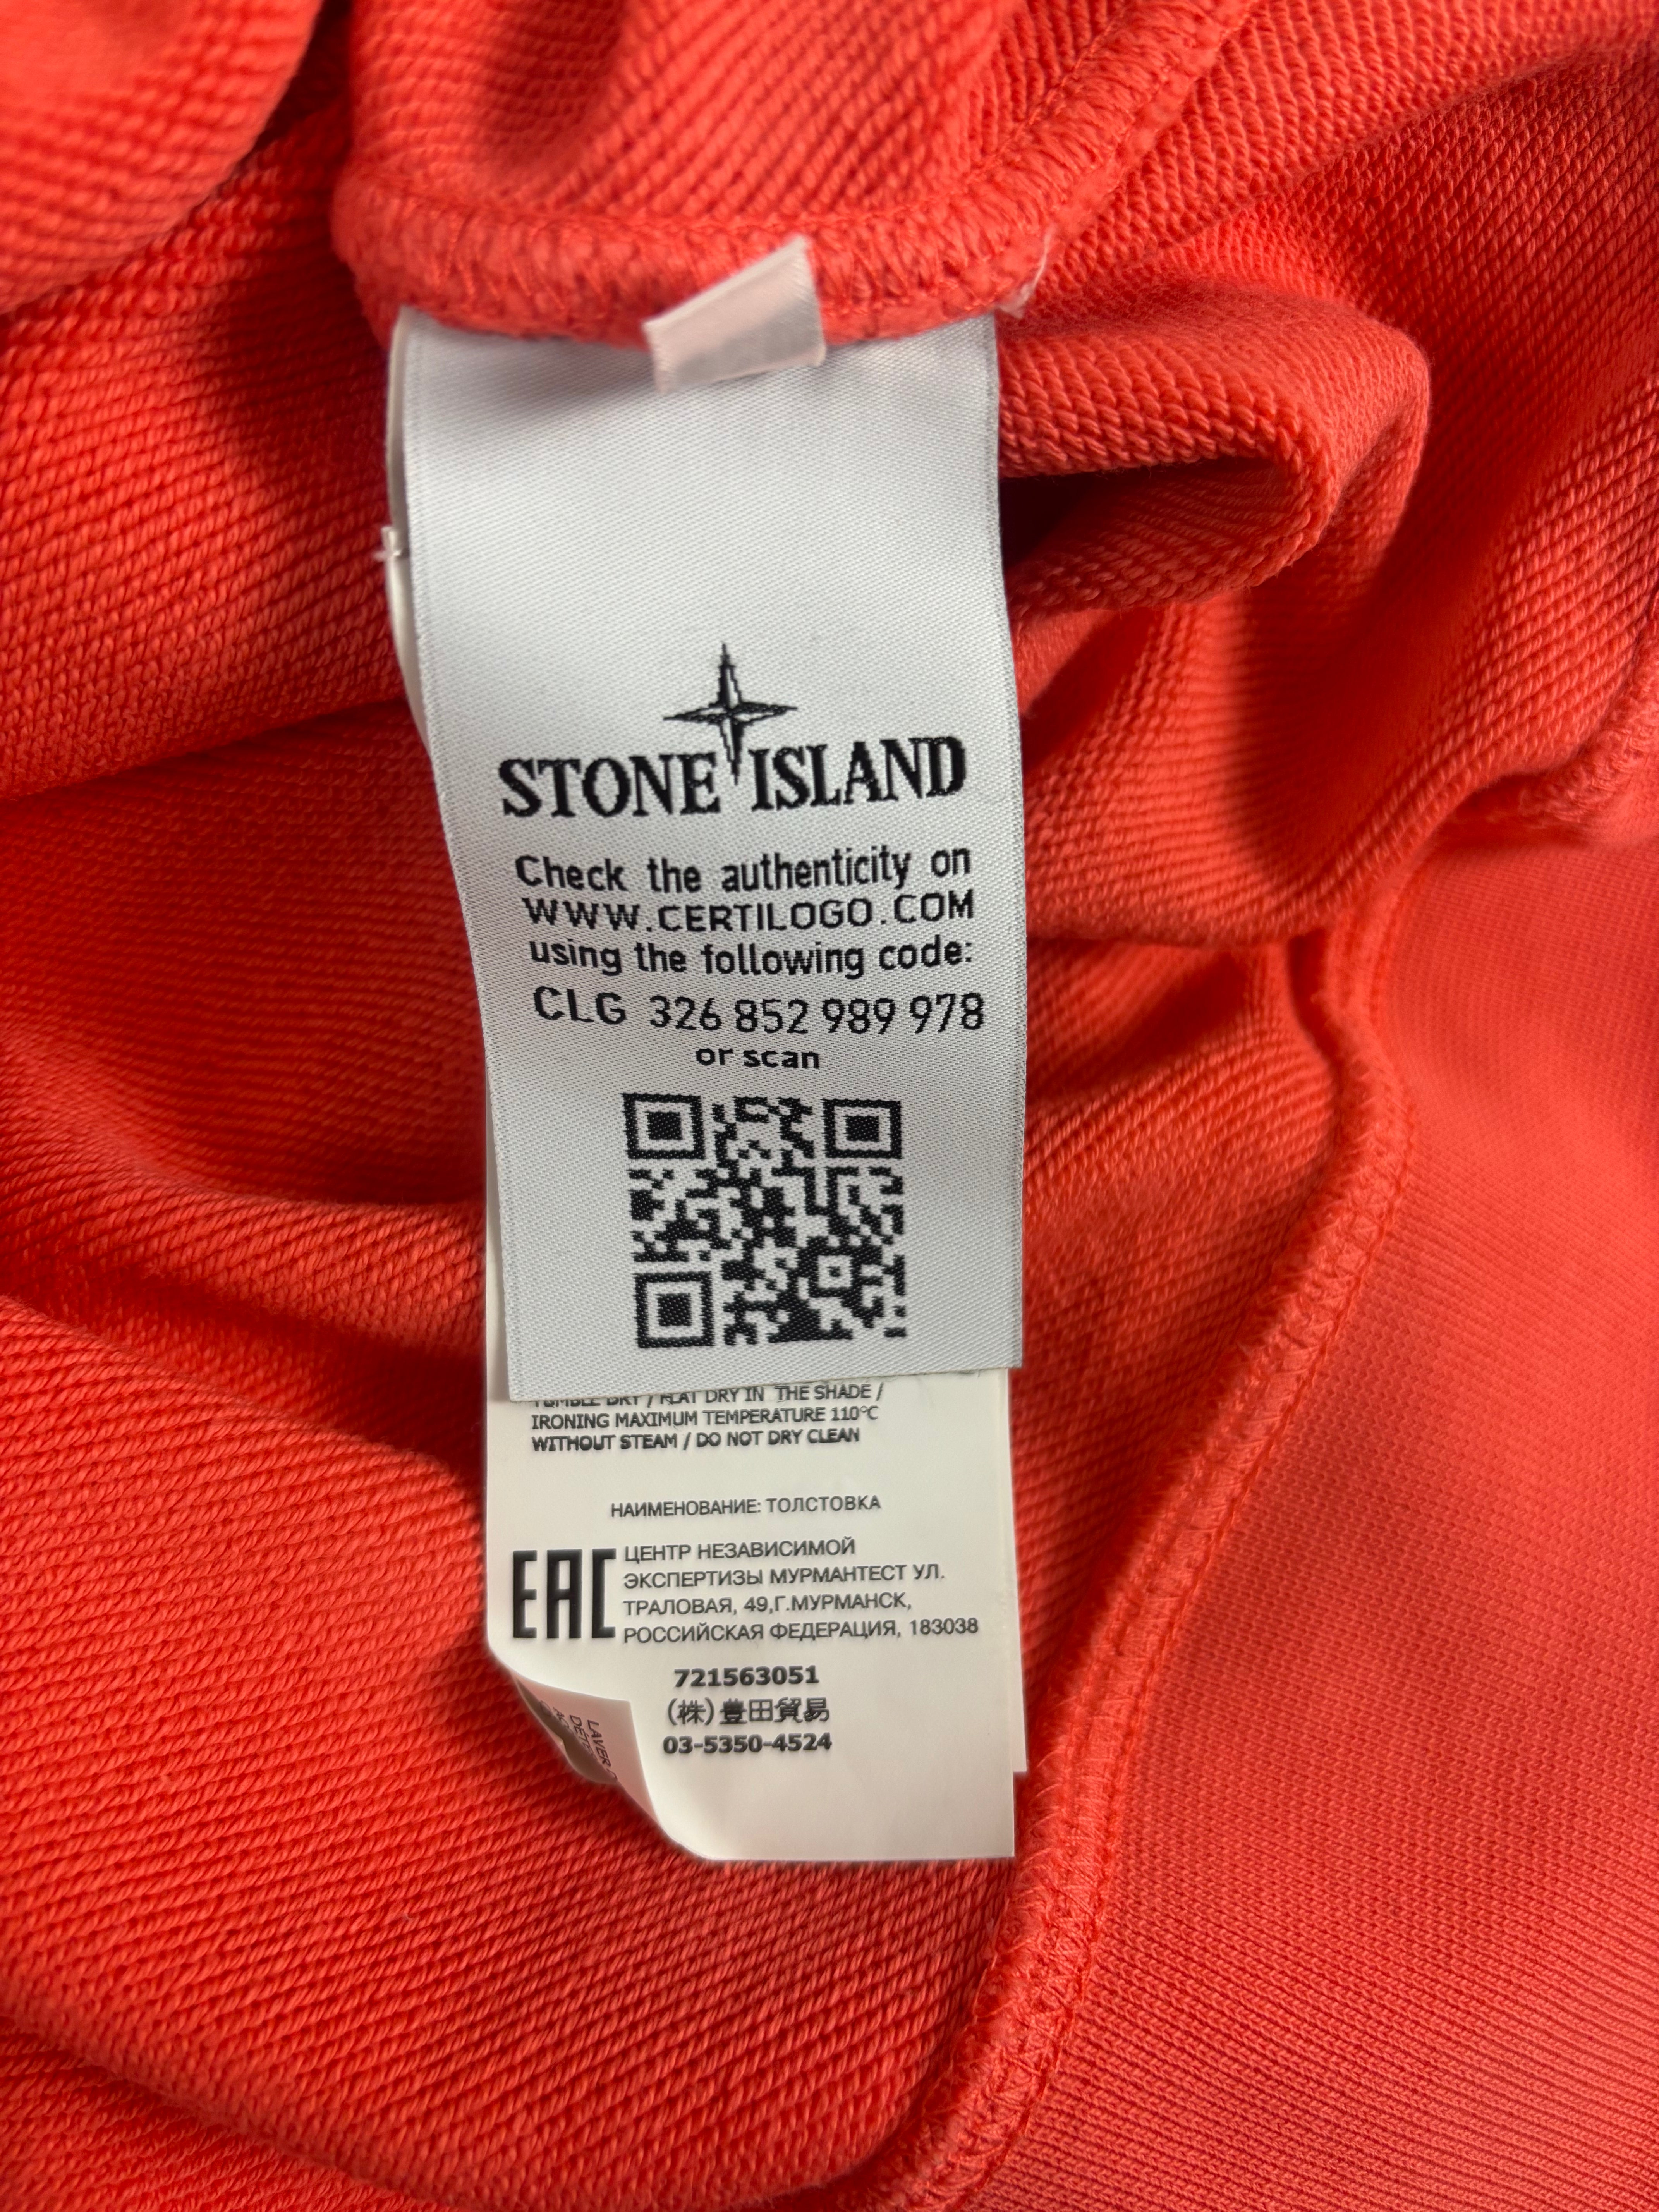 STONE ISLAND
Check the authenticity on
WWW.CERTILOGO.COM
using the following code:
CLG 326 852 989 978
or scan
TUMBLE DRY / FLAT DRY IN THE SHADE /
IRONING MAXIMUM TEMPERATURE 110°C
WITHOUT STEAM / DO NOT DRY CLEAN
НАИМЕНОВАНИЕ: ТОЛСТОВКА
EAC
ЦЕНТР НЕЗАВИСИМОЙ
ЭКСПЕРТИЗЫ МУРМАНТЕСТ УЛ.
ТРАЛОВАЯ, 49,Г.МУРМАНСК,
РОССИЙСКАЯ ФЕДЕРАЦИЯ, 183038
721563051
(株)豊田貿易
03-5350-4524
LAVER